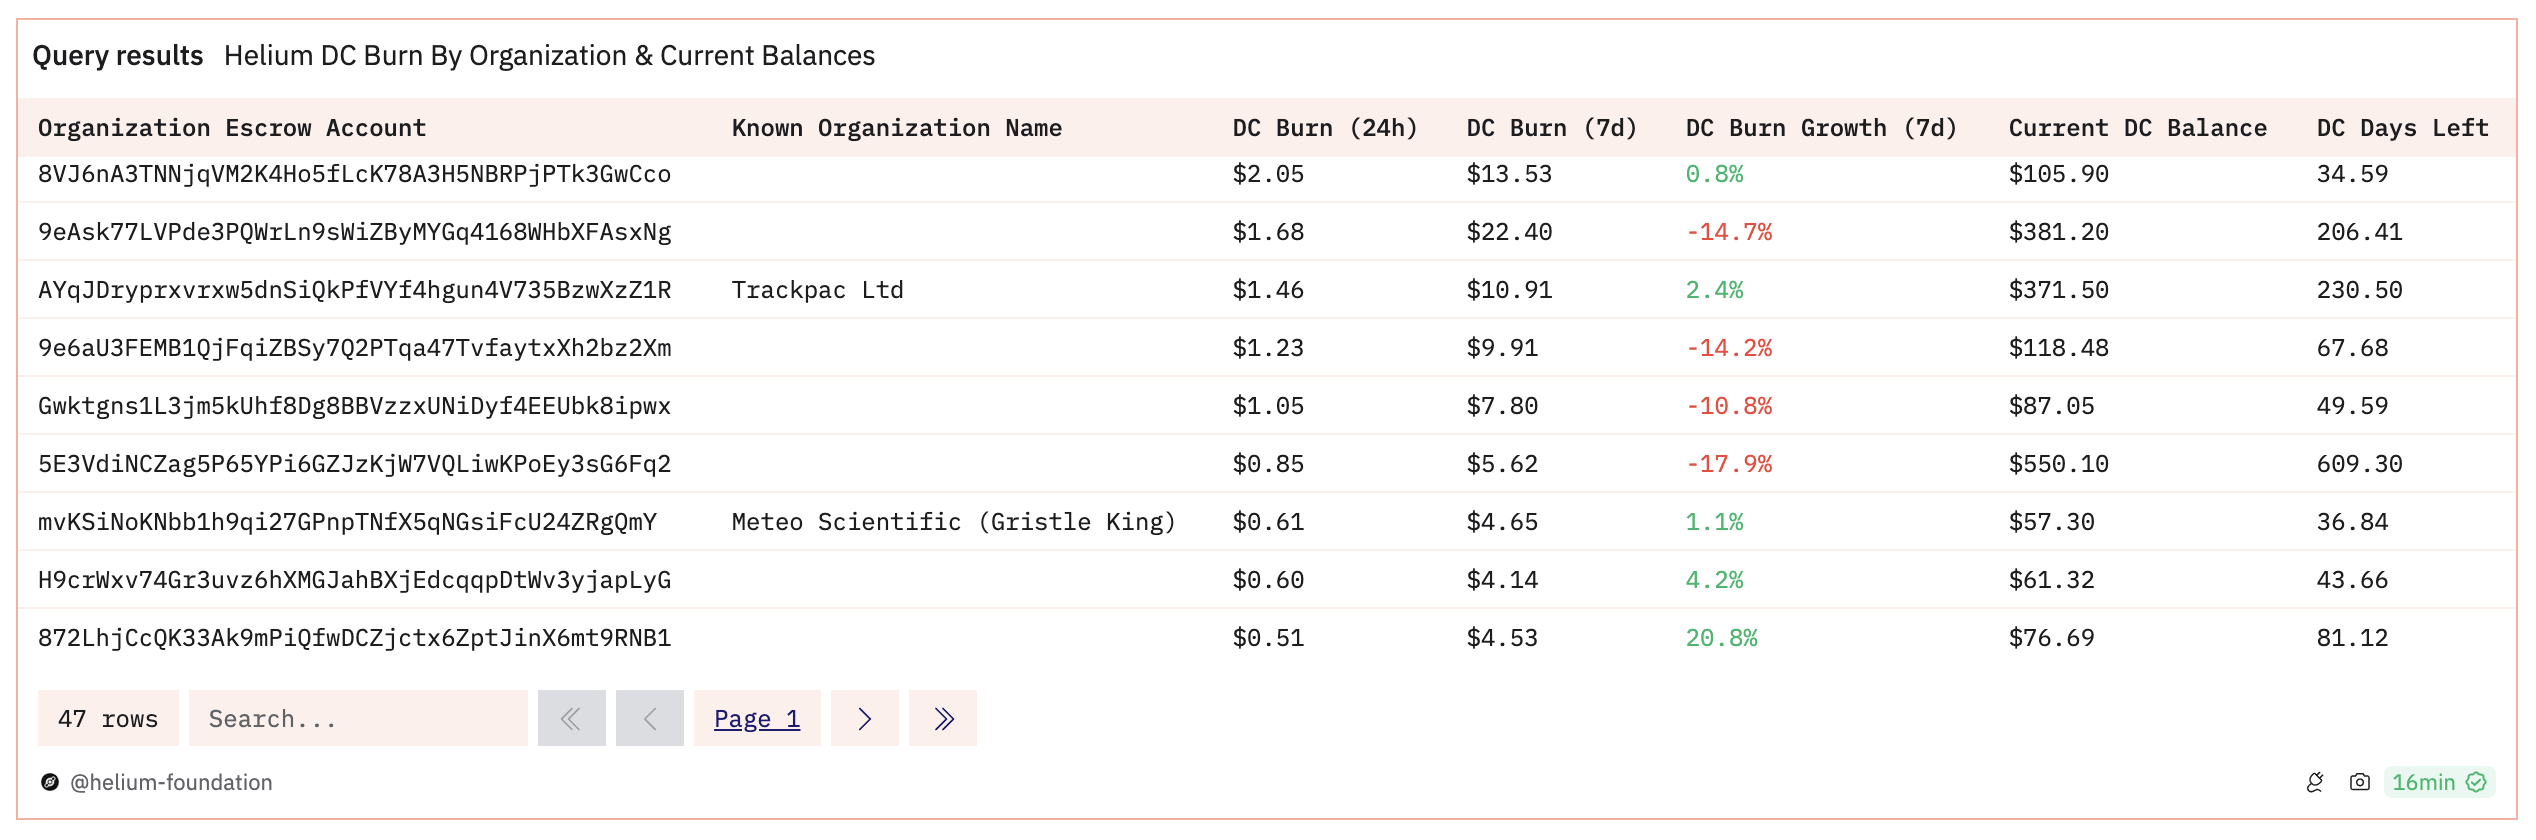 Query results Helium DC Burn By Organization & Current Balances
Organization Escrow Account Known Organization Name DC Burn (24h) DC Burn (7d) DC Burn Growth (7d) Current DC Balance DC Days Left
8VJ6nA3TNNjqVM2K4Ho5fLcK78A3H5NBRPjPTk3GwCco $2.05 $13.53 0.8% $105.90 34.59
9eAsk77LVPde3PQWrLn9sWiZByMYGq4168WHbXFAsxNg $1.68 $22.40 -14.7% $381.20 206.41
AYqJDryprxvrxw5dnSiQkPfVYf4hgun4V735BzwXzZ1R Trackpac Ltd $1.46 $10.91 2.4% $371.50 230.50
9e6aU3FEMB1QjFqiZBSy7Q2PTqa47TvfaytxXh2bz2Xm $1.23 $9.91 -14.2% $118.48 67.68
Gwktgns1L3jm5kUhf8Dg8BBVzzxUNiDyf4EEUbk8ipwx $1.05 $7.80 -10.8% $87.05 49.59
5E3VdiNCZag5P65YPi6GZJzKjW7VQLiwKPoEy3sG6Fq2 $0.85 $5.62 -17.9% $550.10 609.30
mvKSiNoKNbb1h9qi27GPnpTNfX5qNGsiFcU24ZRgQmY Meteo Scientific (Gristle King) $0.61 $4.65 1.1% $57.30 36.84
H9crWxv74Gr3uvz6hXMGJahBXjEdcqqpDtWv3yjapLyG $0.60 $4.14 4.2% $61.32 43.66
872LhjCcQK33Ak9mPiQfwDCZjctx6ZptJinX6mt9RNB1 $0.51 $4.53 20.8% $76.69 81.12
47 rows Search... Page 1
@helium-foundation 16min